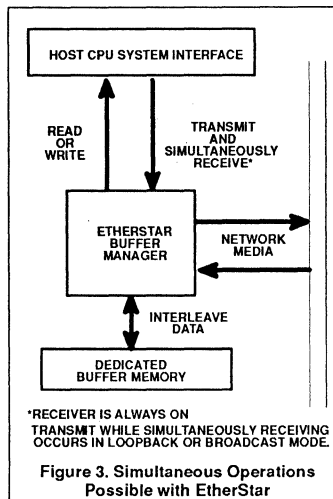 HOST CPU SYSTEM INTERFACE
READ
OR
WRITE
TRANSMIT
AND
SIMULTANEOUSLY
RECEIVE*
ETHERSTAR
BUFFER
MANAGER
NETWORK
MEDIA
INTERLEAVE
DATA
DEDICATED
BUFFER MEMORY
*RECEIVER IS ALWAYS ON
TRANSMIT WHILE SIMULTANEOUSLY RECEIVING
OCCURS IN LOOPBACK OR BROADCAST MODE.
Figure 3. Simultaneous Operations
Possible with EtherStar